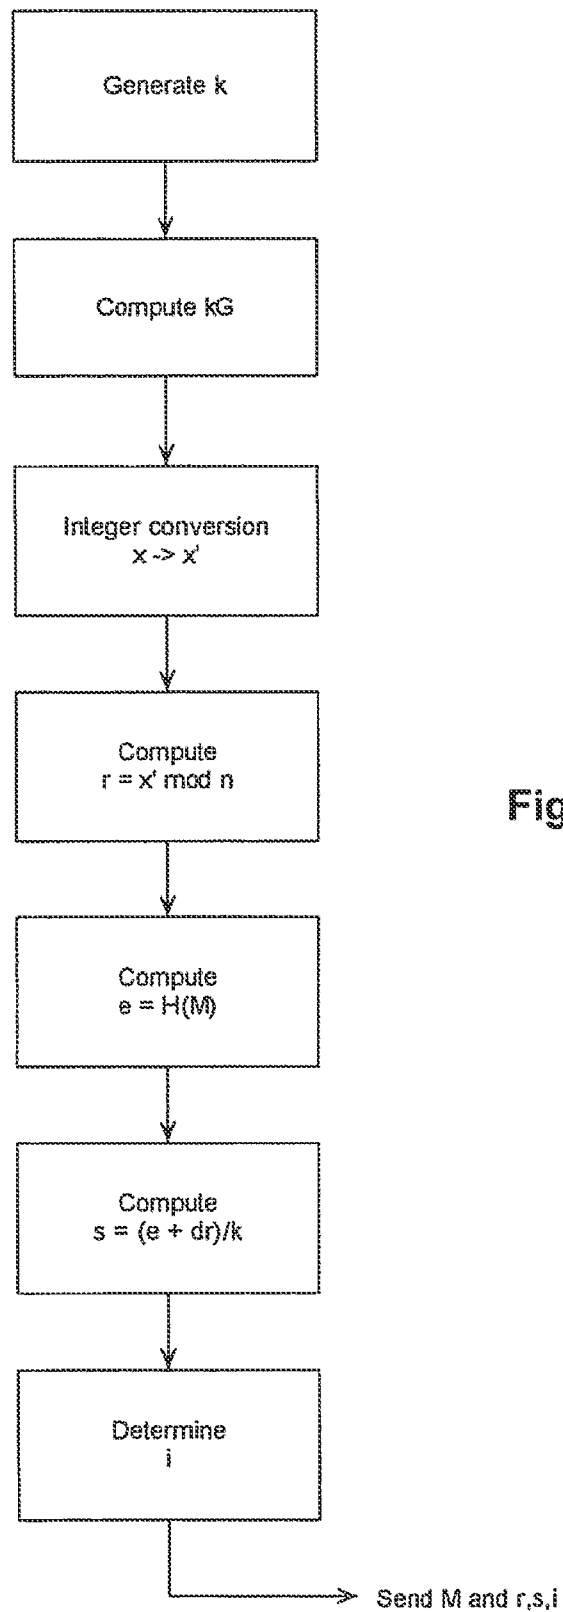 Generate k
Compute kG
Integer conversion
x -> x'
Compute
r = x' mod n
Fig
Compute
e = H(M)
Compute
s = (e + dr)/k
Determine
i
Send M and r,s,i